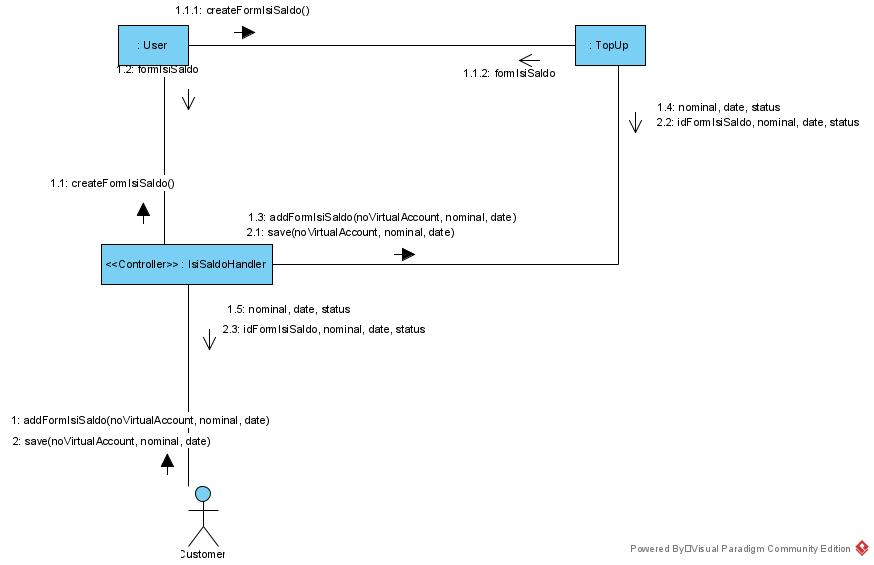 1.1.1: createFormIsiSaldo()
: User
: TopUp
1.2: formIsiSaldo
1.1.2: formIsiSaldo
1.4: nominal, date, status
2.2: idFormIsiSaldo, nominal, date, status
1.1: createFormIsiSaldo()
1.3: addFormIsiSaldo(noVirtualAccount, nominal, date)
2.1: save(noVirtualAccount, nominal, date)
<<Controller>> : IsiSaldoHandler
1.5: nominal, date, status
2.3: idFormIsiSaldo, nominal, date, status
1: addFormIsiSaldo(noVirtualAccount, nominal, date)
2: save(noVirtualAccount, nominal, date)
Customer
Powered By Visual Paradigm Community Edition